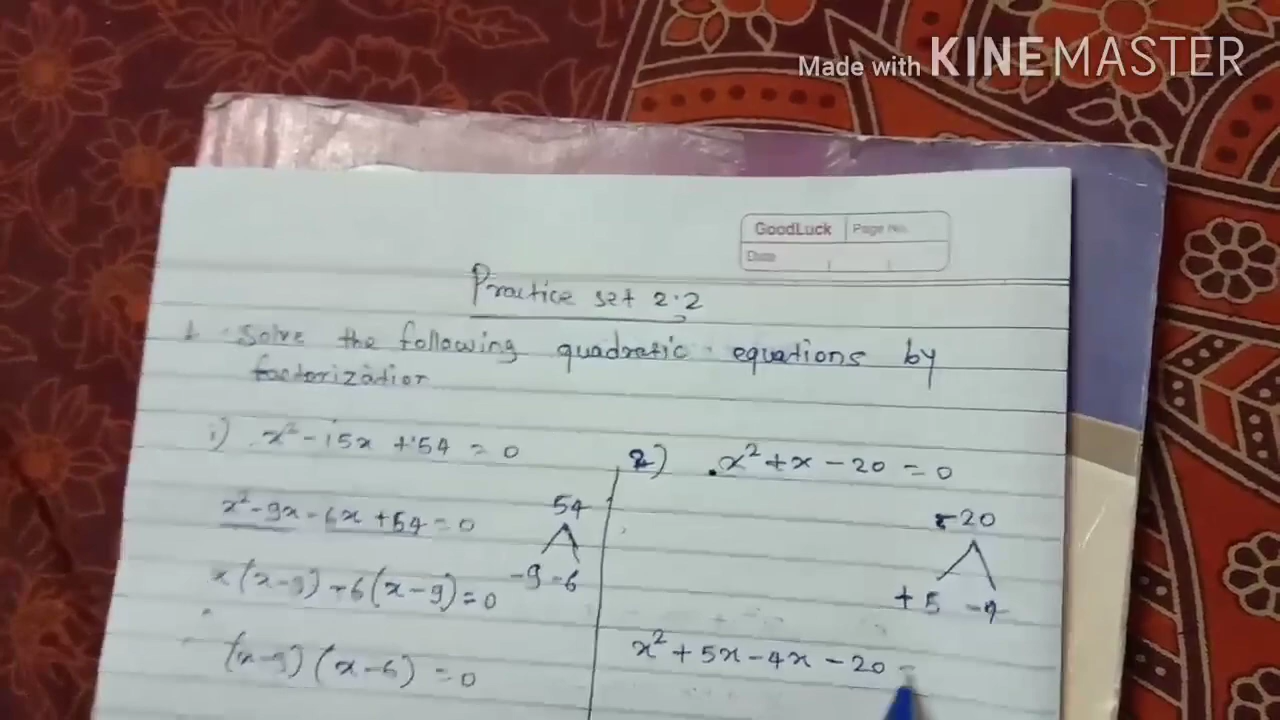 Made with KINEMASTER
GoodLuck Page No.
Date
Practice set 2.2
1. Solve the following quadratic equations by
factorization
i) x² - 15x + 54 = 0
x² - 9x - 6x + 54 = 0
54
-9 -6
x(x-9) - 6(x-9) = 0
(x-9) (x-6) = 0
2) x² + x - 20 = 0
-20
+5 -4
x² + 5x - 4x - 20 =